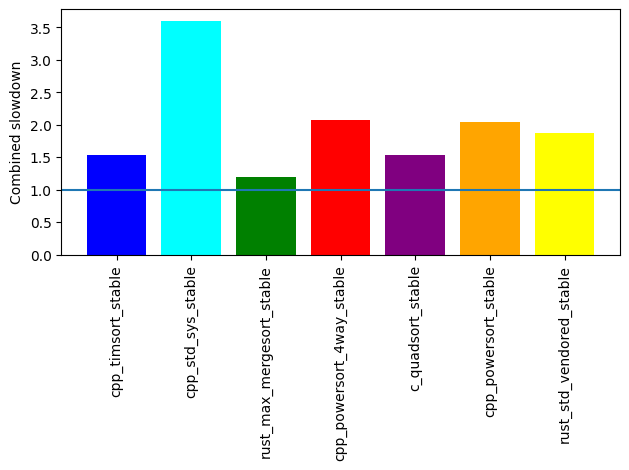 Combined slowdown
3.5
3.0
2.5
2.0
1.5
1.0
0.5
0.0
cpp_timsort_stable
cpp_std_sys_stable
rust_max_mergesort_stable
cpp_powersort_4way_stable
c_quadsort_stable
cpp_powersort_stable
rust_std_vendored_stable